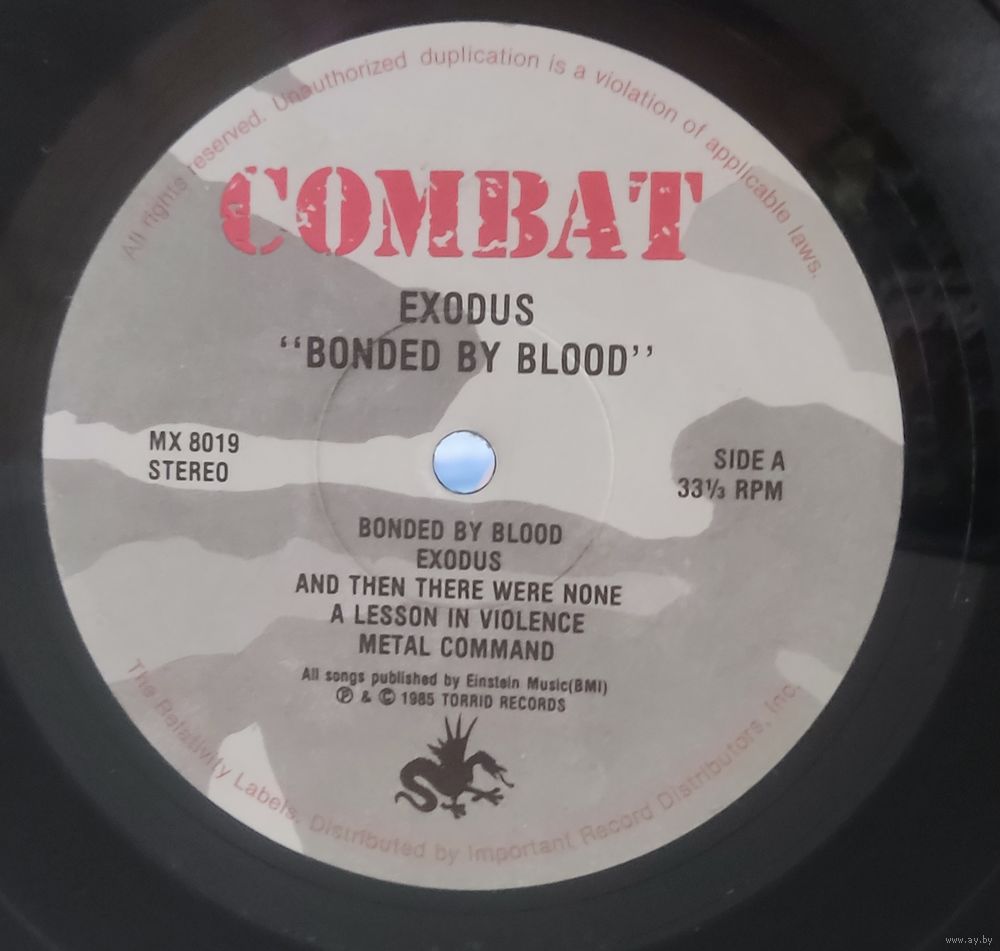 All rights reserved. Unauthorized duplication is a violation of applicable laws.
COMBAT
EXODUS
“BONDED BY BLOOD”
MX 8019
STEREO
SIDE A
33⅓ RPM
BONDED BY BLOOD
EXODUS
AND THEN THERE WERE NONE
A LESSON IN VIOLENCE
METAL COMMAND
All songs published by Einstein Music(BMI)
℗ & © 1985 TORRID RECORDS
The Relativity Labels. Distributed by Important Record Distributors, Inc.
www.ay.by